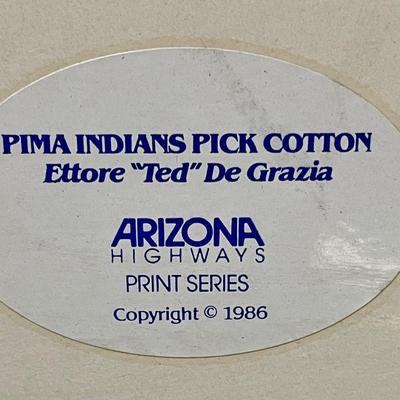 PIMA INDIANS PICK COTTON
Ettore "Ted" De Grazia
ARIZONA
HIGHWAYS
PRINT SERIES
Copyright © 1986